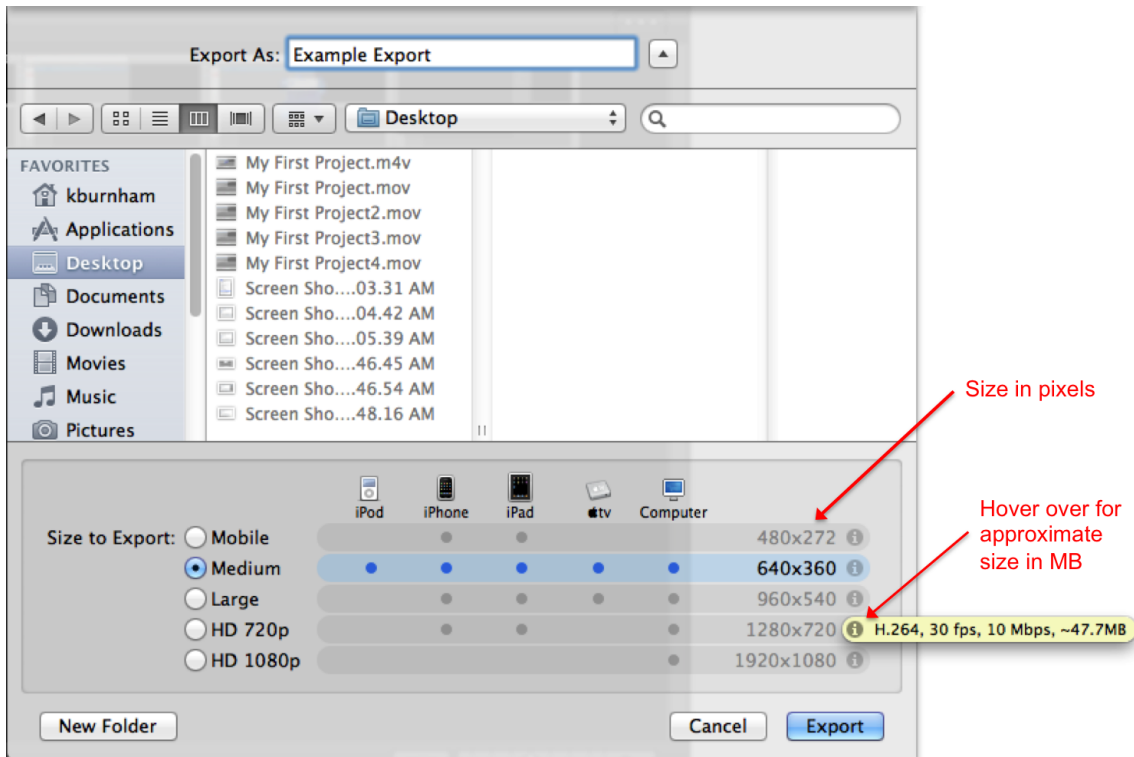 Export As: Example Export
Desktop
FAVORITES
kburnham
Applications
Desktop
Documents
Downloads
Movies
Music
Pictures
My First Project.m4v
My First Project.mov
My First Project2.mov
My First Project3.mov
My First Project4.mov
Screen Sho....03.31 AM
Screen Sho....04.42 AM
Screen Sho....05.39 AM
Screen Sho....46.45 AM
Screen Sho....46.54 AM
Screen Sho....48.16 AM
Size in pixels
Hover over for
approximate
size in MB
iPod iPhone iPad tv Computer
Size to Export: Mobile 480x272
Medium 640x360
Large 960x540
HD 720p 1280x720 H.264, 30 fps, 10 Mbps, ~47.7MB
HD 1080p 1920x1080
New Folder Cancel Export